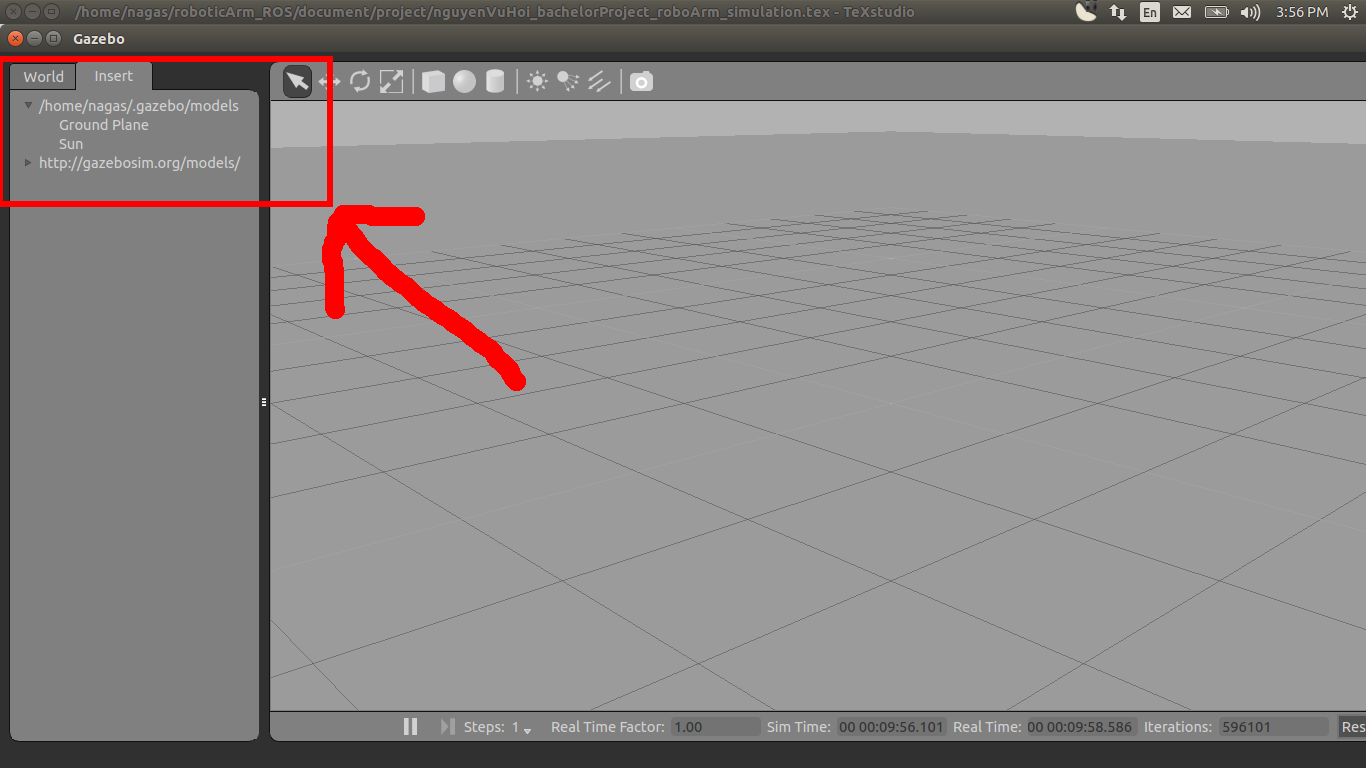 /home/nagas/roboticArm_ROS/document/project/nguyenVuHoi_bachelorProject_roboArm_simulation.tex - TeXstudio
En
3:56 PM
Gazebo
World
Insert
/home/nagas/.gazebo/models
Ground Plane
Sun
http://gazebosim.org/models/
Steps: 1
Real Time Factor: 1.00
Sim Time: 00 00:09:56.101
Real Time: 00 00:09:58.586
Iterations: 596101
Res